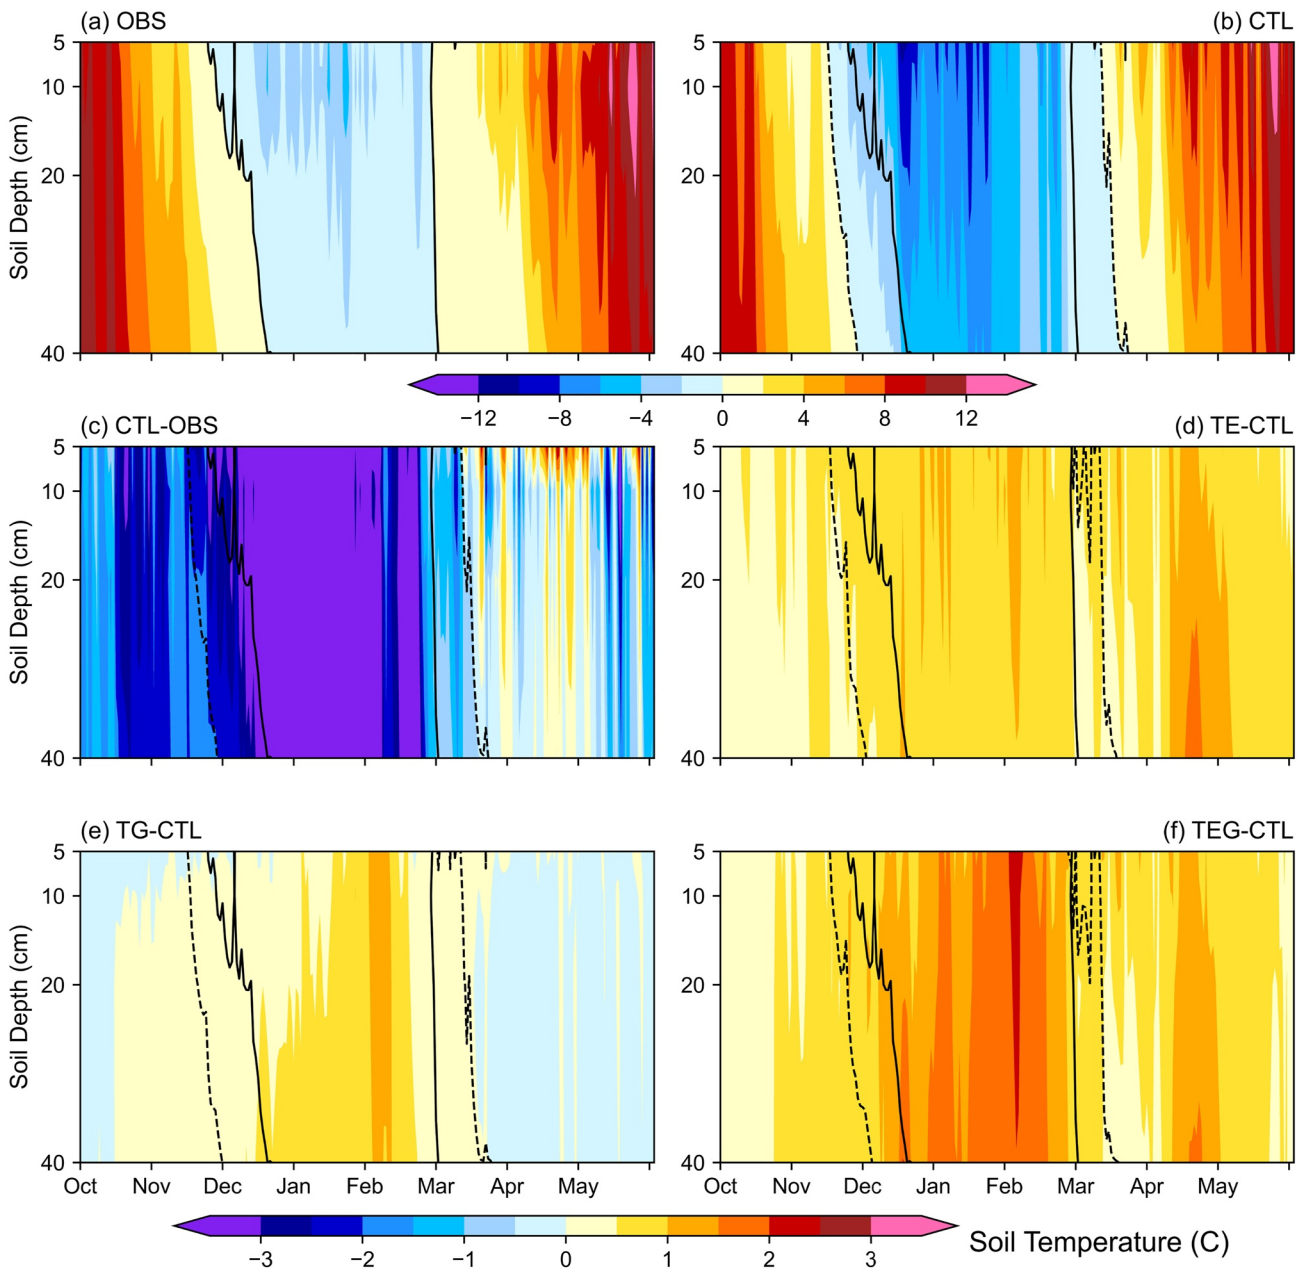 (a) OBS
(b) CTL
5
10
20
40
Soil Depth (cm)
5
10
20
40
−12
−8
−4
0
4
8
12
(c) CTL-OBS
(d) TE-CTL
5
10
20
40
Soil Depth (cm)
5
10
20
40
(e) TG-CTL
(f) TEG-CTL
5
10
20
40
Soil Depth (cm)
5
10
20
40
Oct Nov Dec Jan Feb Mar Apr May
Oct Nov Dec Jan Feb Mar Apr May
−3 −2 −1 0 1 2 3
Soil Temperature (C)